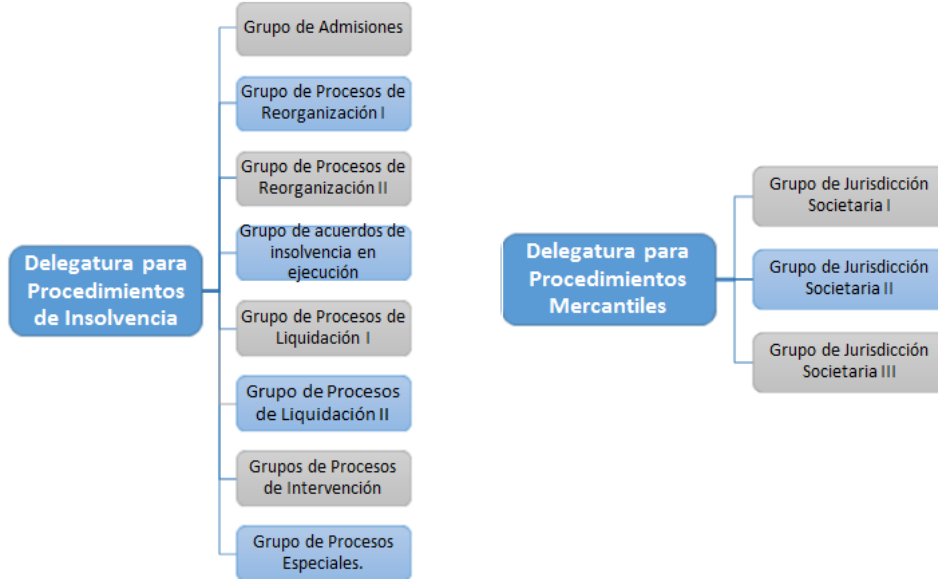 Delegatura para
Procedimientos
de Insolvencia
Grupo de Admisiones
Grupo de Procesos de
Reorganización I
Grupo de Procesos de
Reorganización II
Grupo de acuerdos de
insolvencia en
ejecución
Grupo de Procesos de
Liquidación I
Grupo de Procesos
de Liquidación II
Grupos de Procesos
de Intervención
Grupo de Procesos
Especiales.
Delegatura para
Procedimientos
Mercantiles
Grupo de Jurisdicción
Societaria I
Grupo de Jurisdicción
Societaria II
Grupo de Jurisdicción
Societaria III